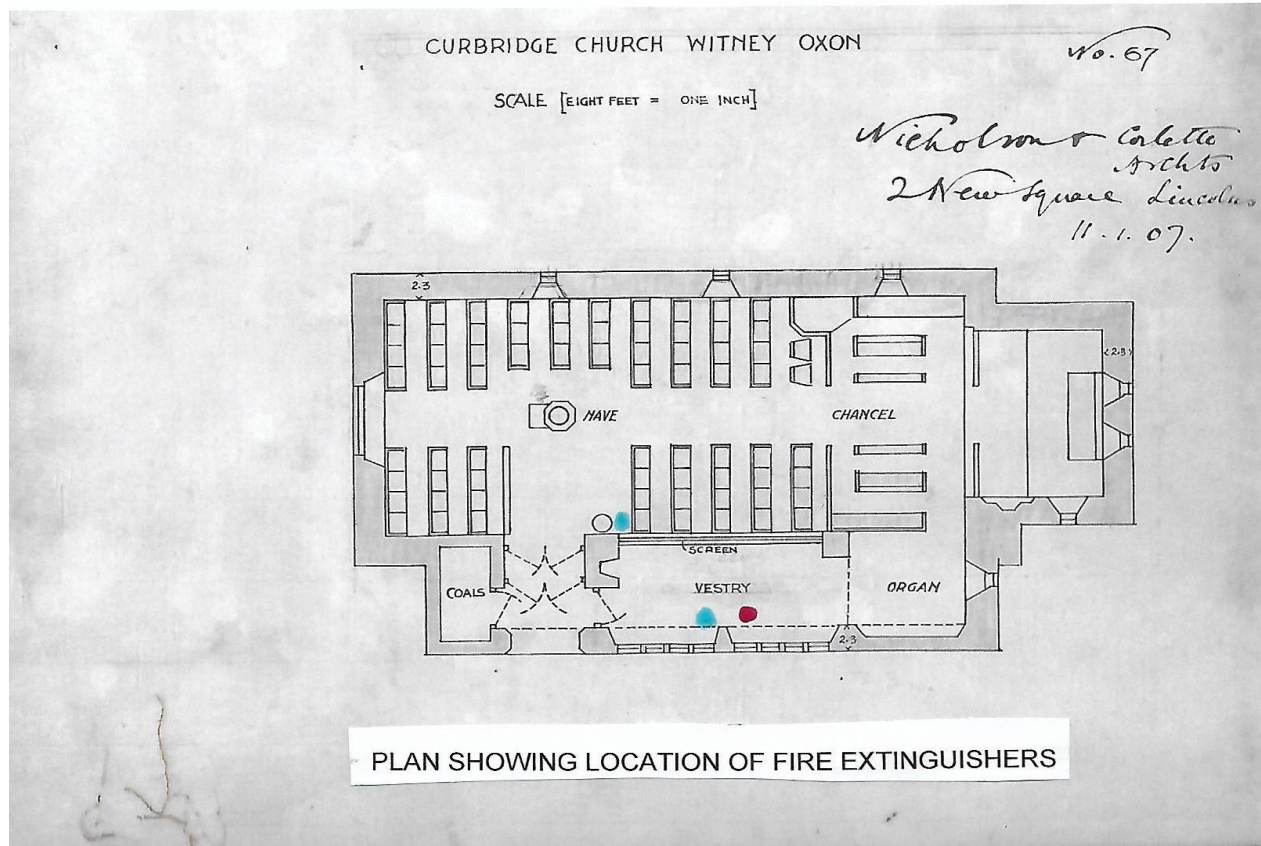 CURBRIDGE CHURCH WITNEY OXON
No. 67
SCALE [EIGHT FEET = ONE INCH]
Nicholson & Corlette
Archts
2 New Square Lincolns
11.1.07.
2.3
2.3
NAVE
CHANCEL
SCREEN
COALS
VESTRY
ORGAN
2.3
PLAN SHOWING LOCATION OF FIRE EXTINGUISHERS